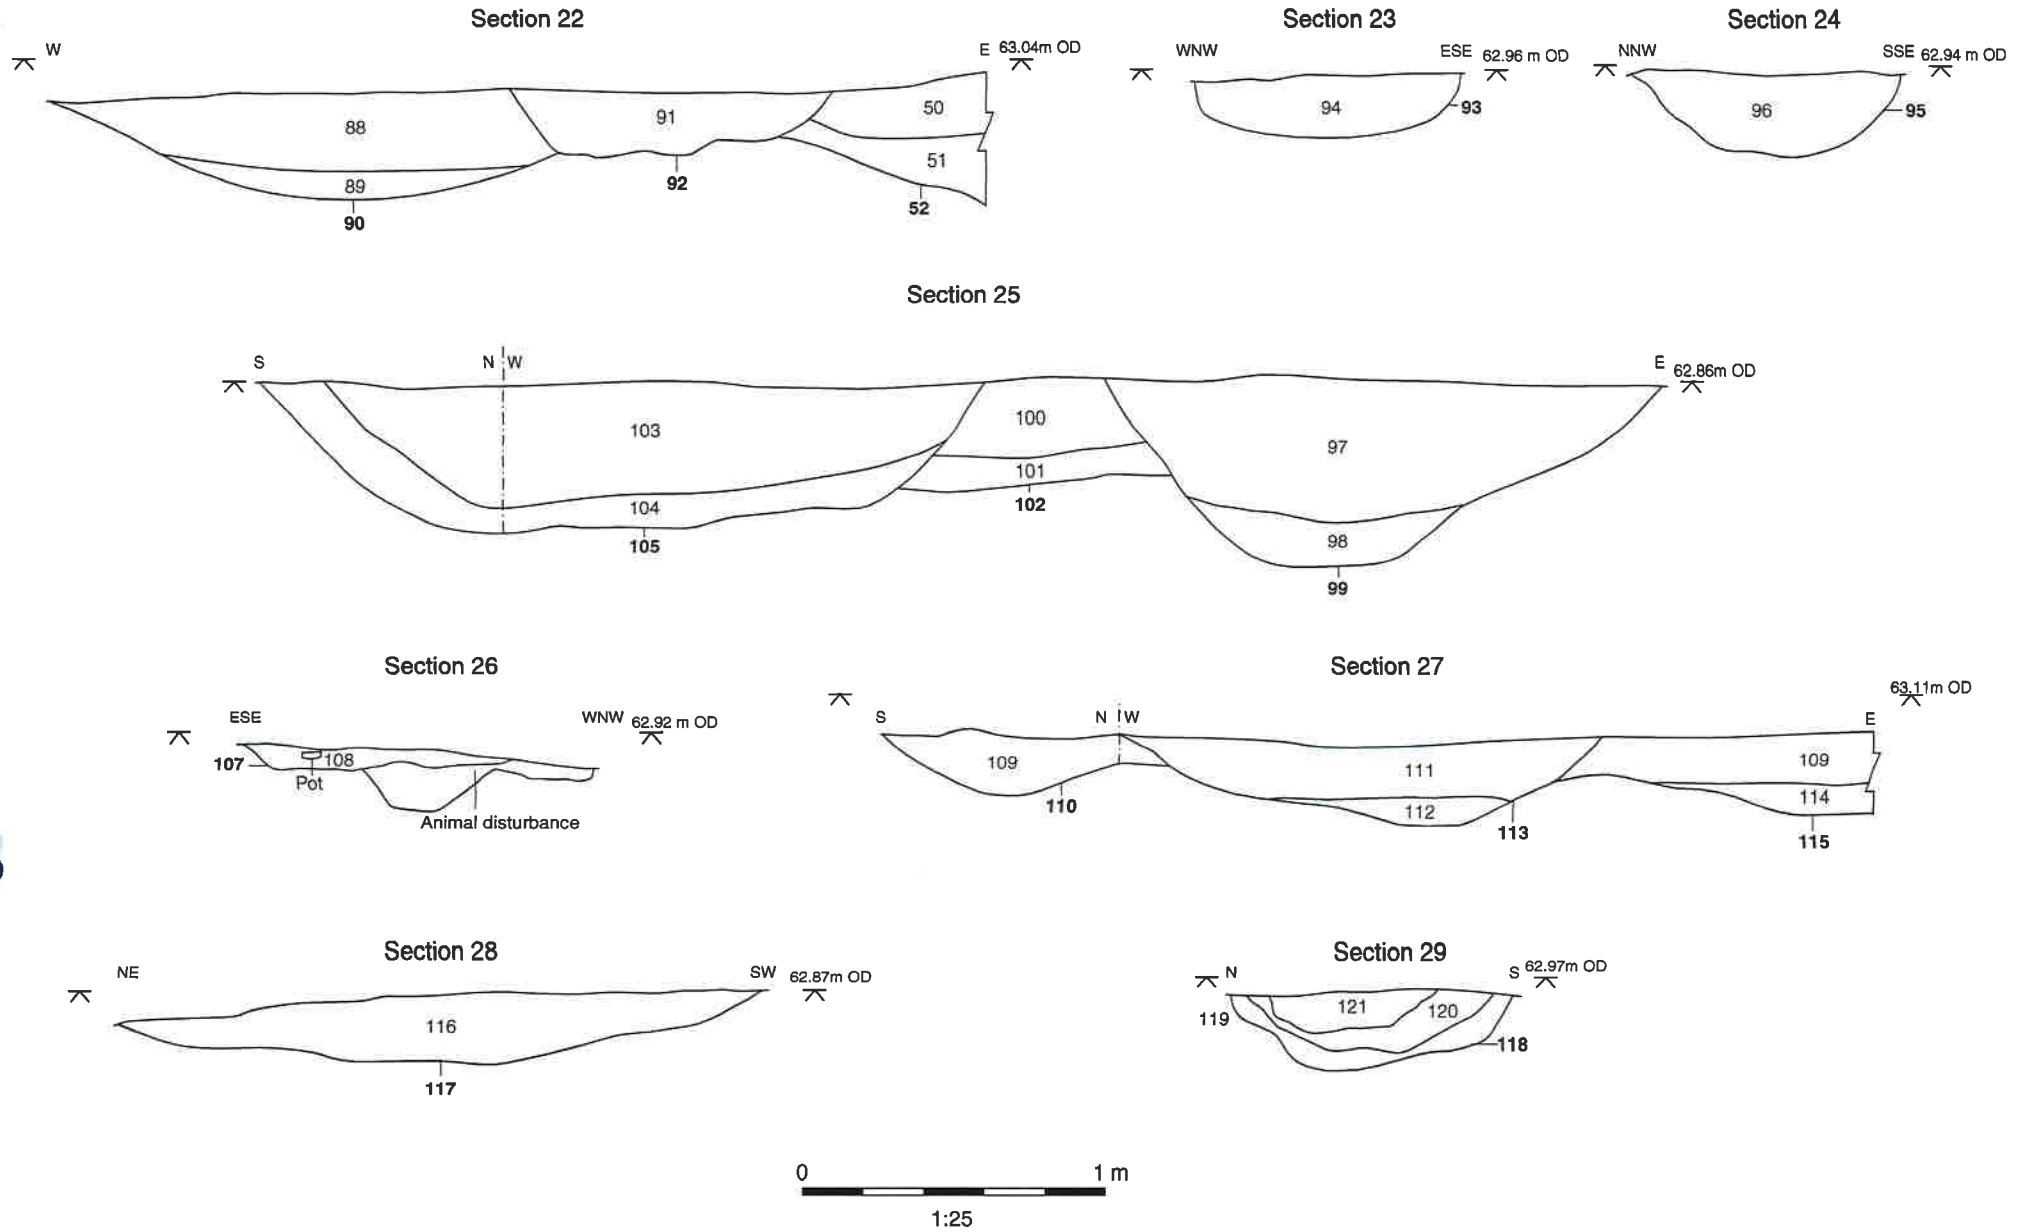 Section 22
W
E 63.04m OD
88
91
50
89
51
92
90
52
Section 23
WNW
ESE 62.96 m OD
94
93
Section 24
NNW
SSE 62.94 m OD
96
95
Section 25
S
N W
E 62.86m OD
103
100
97
101
104
102
98
105
99
Section 26
ESE
WNW 62.92 m OD
107
108
Pot
Animal disturbance
Section 27
63.11m OD
S
N W
E
109
111
109
112
114
110
113
115
Section 28
NE
SW 62.87m OD
116
117
Section 29
N
S 62.97m OD
121
120
119
118
0
1 m
1:25